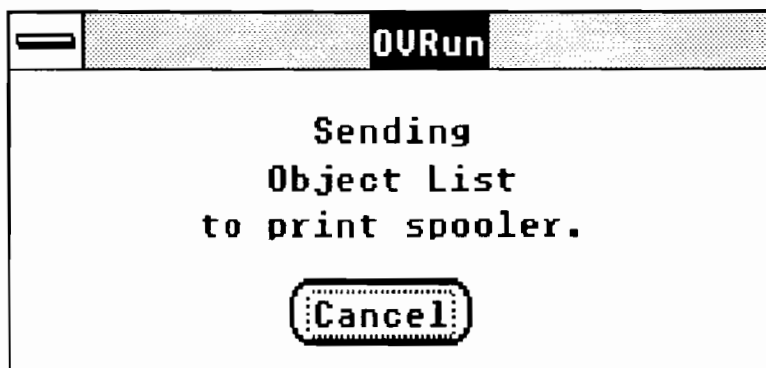 OVRun
Sending
Object List
to print spooler.
Cancel